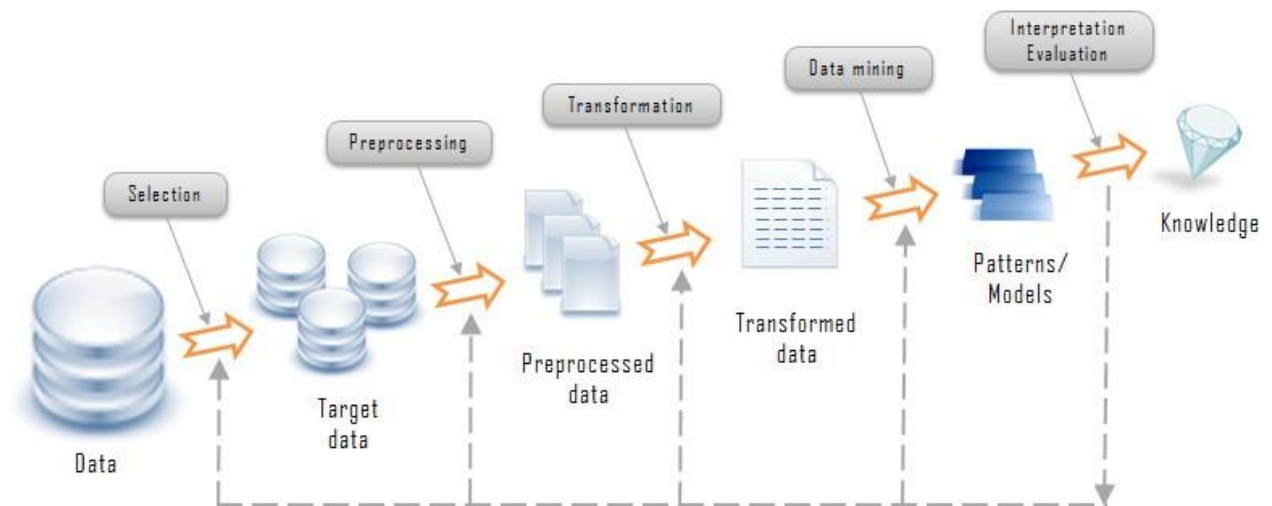 Interpretation
Evaluation
Data mining
Transformation
Preprocessing
Selection
Knowledge
Patterns/
Models
Transformed
data
Preprocessed
data
Target
data
Data